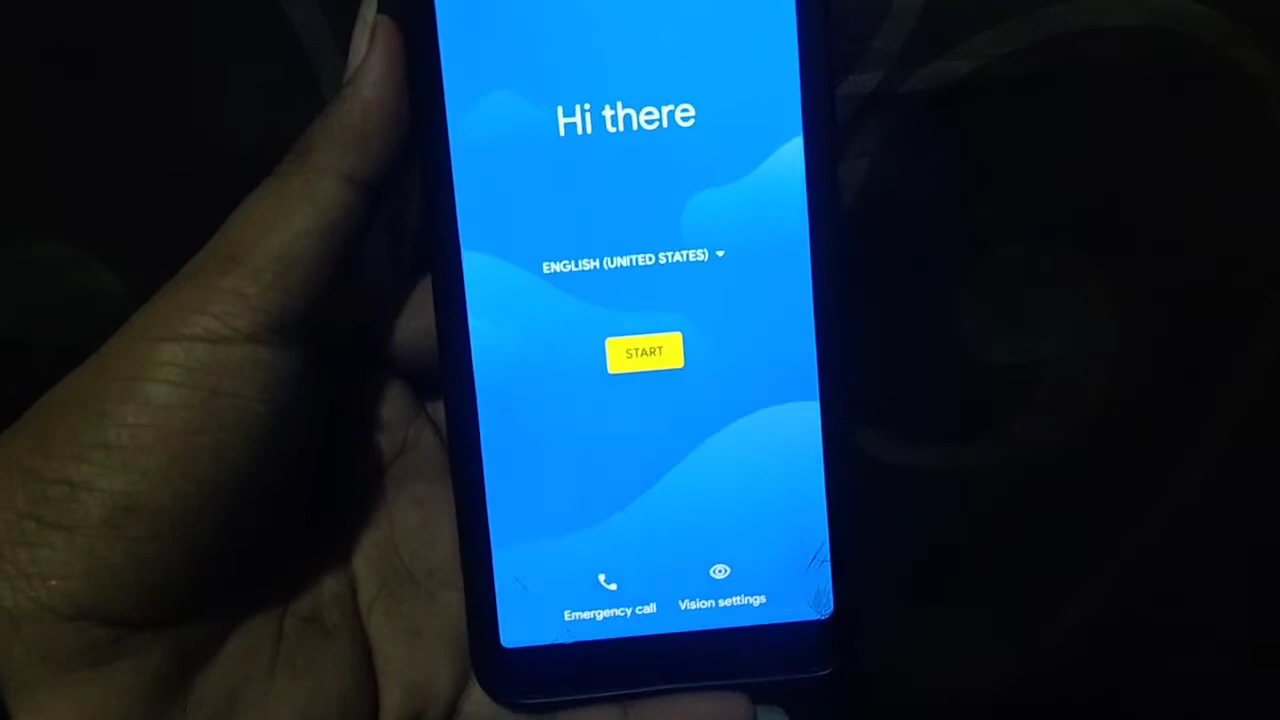 Hi there
ENGLISH (UNITED STATES)
START
Emergency call
Vision settings